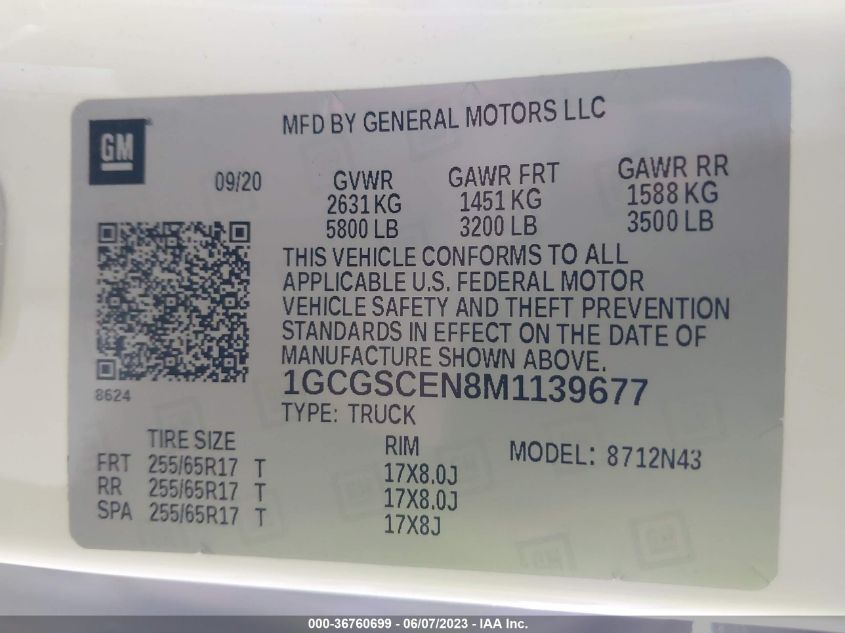 GM
MFD BY GENERAL MOTORS LLC
09/20
GVWR GAWR FRT GAWR RR
2631 KG 1451 KG 1588 KG
5800 LB 3200 LB 3500 LB
THIS VEHICLE CONFORMS TO ALL
APPLICABLE U.S. FEDERAL MOTOR
VEHICLE SAFETY AND THEFT PREVENTION
STANDARDS IN EFFECT ON THE DATE OF
MANUFACTURE SHOWN ABOVE.
8624
1GCGSCEN8M1139677
TYPE: TRUCK
TIRE SIZE RIM MODEL: 8712N43
FRT 255/65R17 T 17X8.0J
RR 255/65R17 T 17X8.0J
SPA 255/65R17 T 17X8J
000-36760699 - 06/07/2023 - IAA Inc.